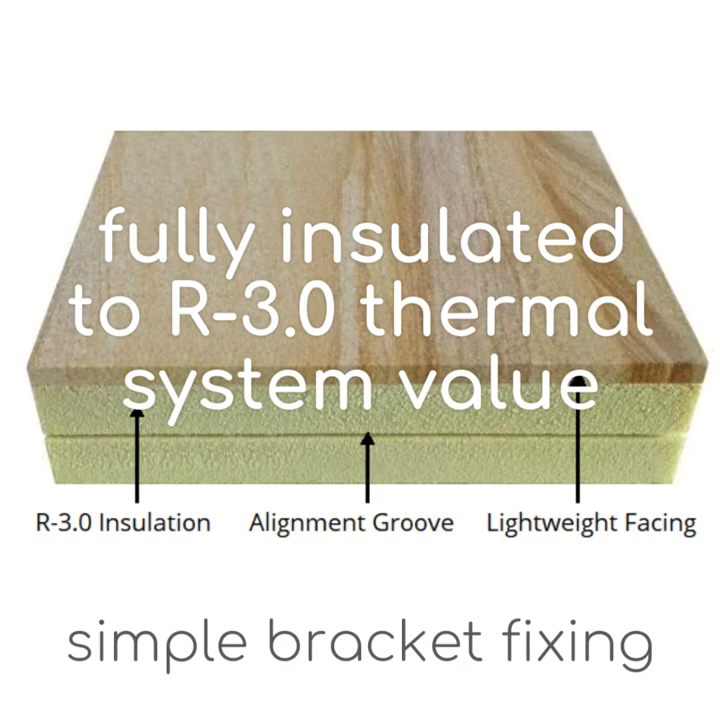 fully insulated
to R-3.0 thermal
system value
R-3.0 Insulation
Alignment Groove
Lightweight Facing
simple bracket fixing